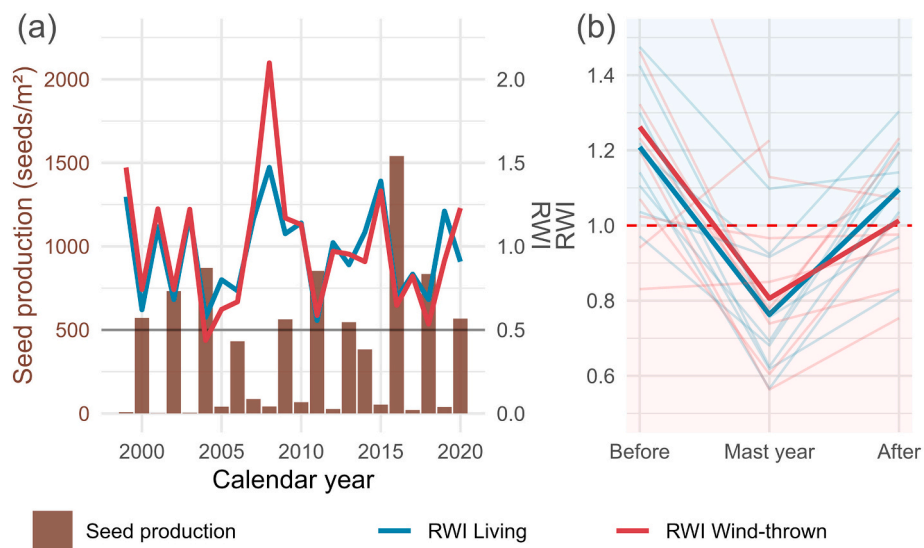 (a)
Seed production (seeds/m²)
2000
1500
1000
500
0
2.0
1.5
1.0
0.5
0.0
RWI
2000
2005
2010
2015
2020
Calendar year
(b)
RWI
1.4
1.2
1.0
0.8
0.6
Before
Mast year
After
Seed production
RWI Living
RWI Wind-thrown